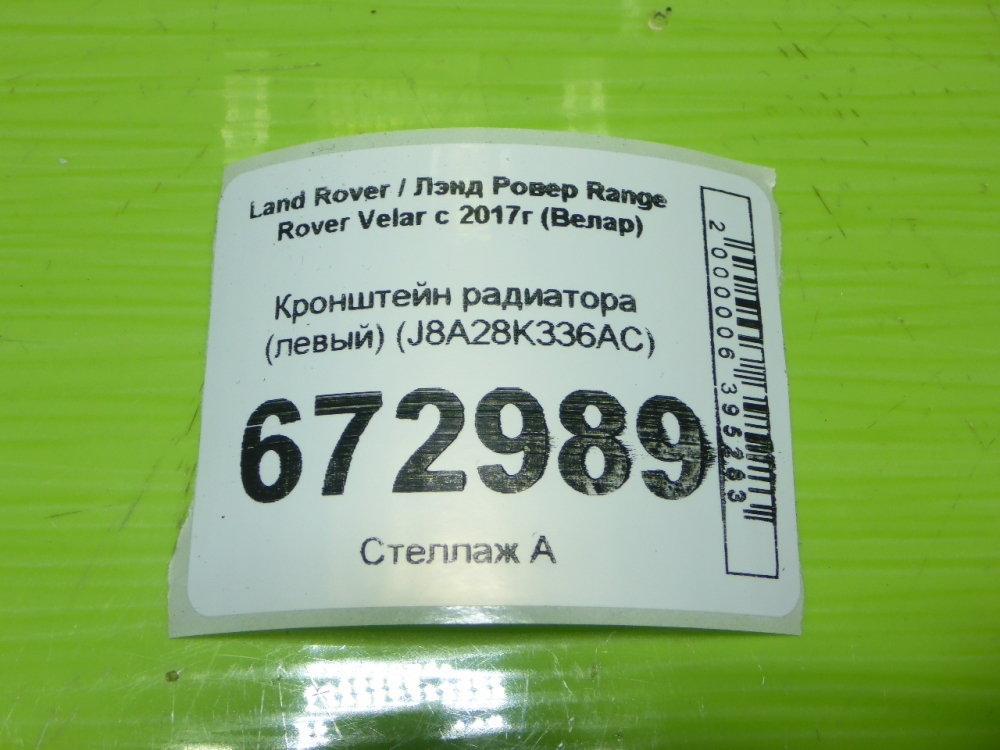 Land Rover / Лэнд Ровер Range
Rover Velar с 2017г (Велар)
Кронштейн радиатора
(левый) (J8A28K336AC)
672989
Стеллаж А
2000006395263